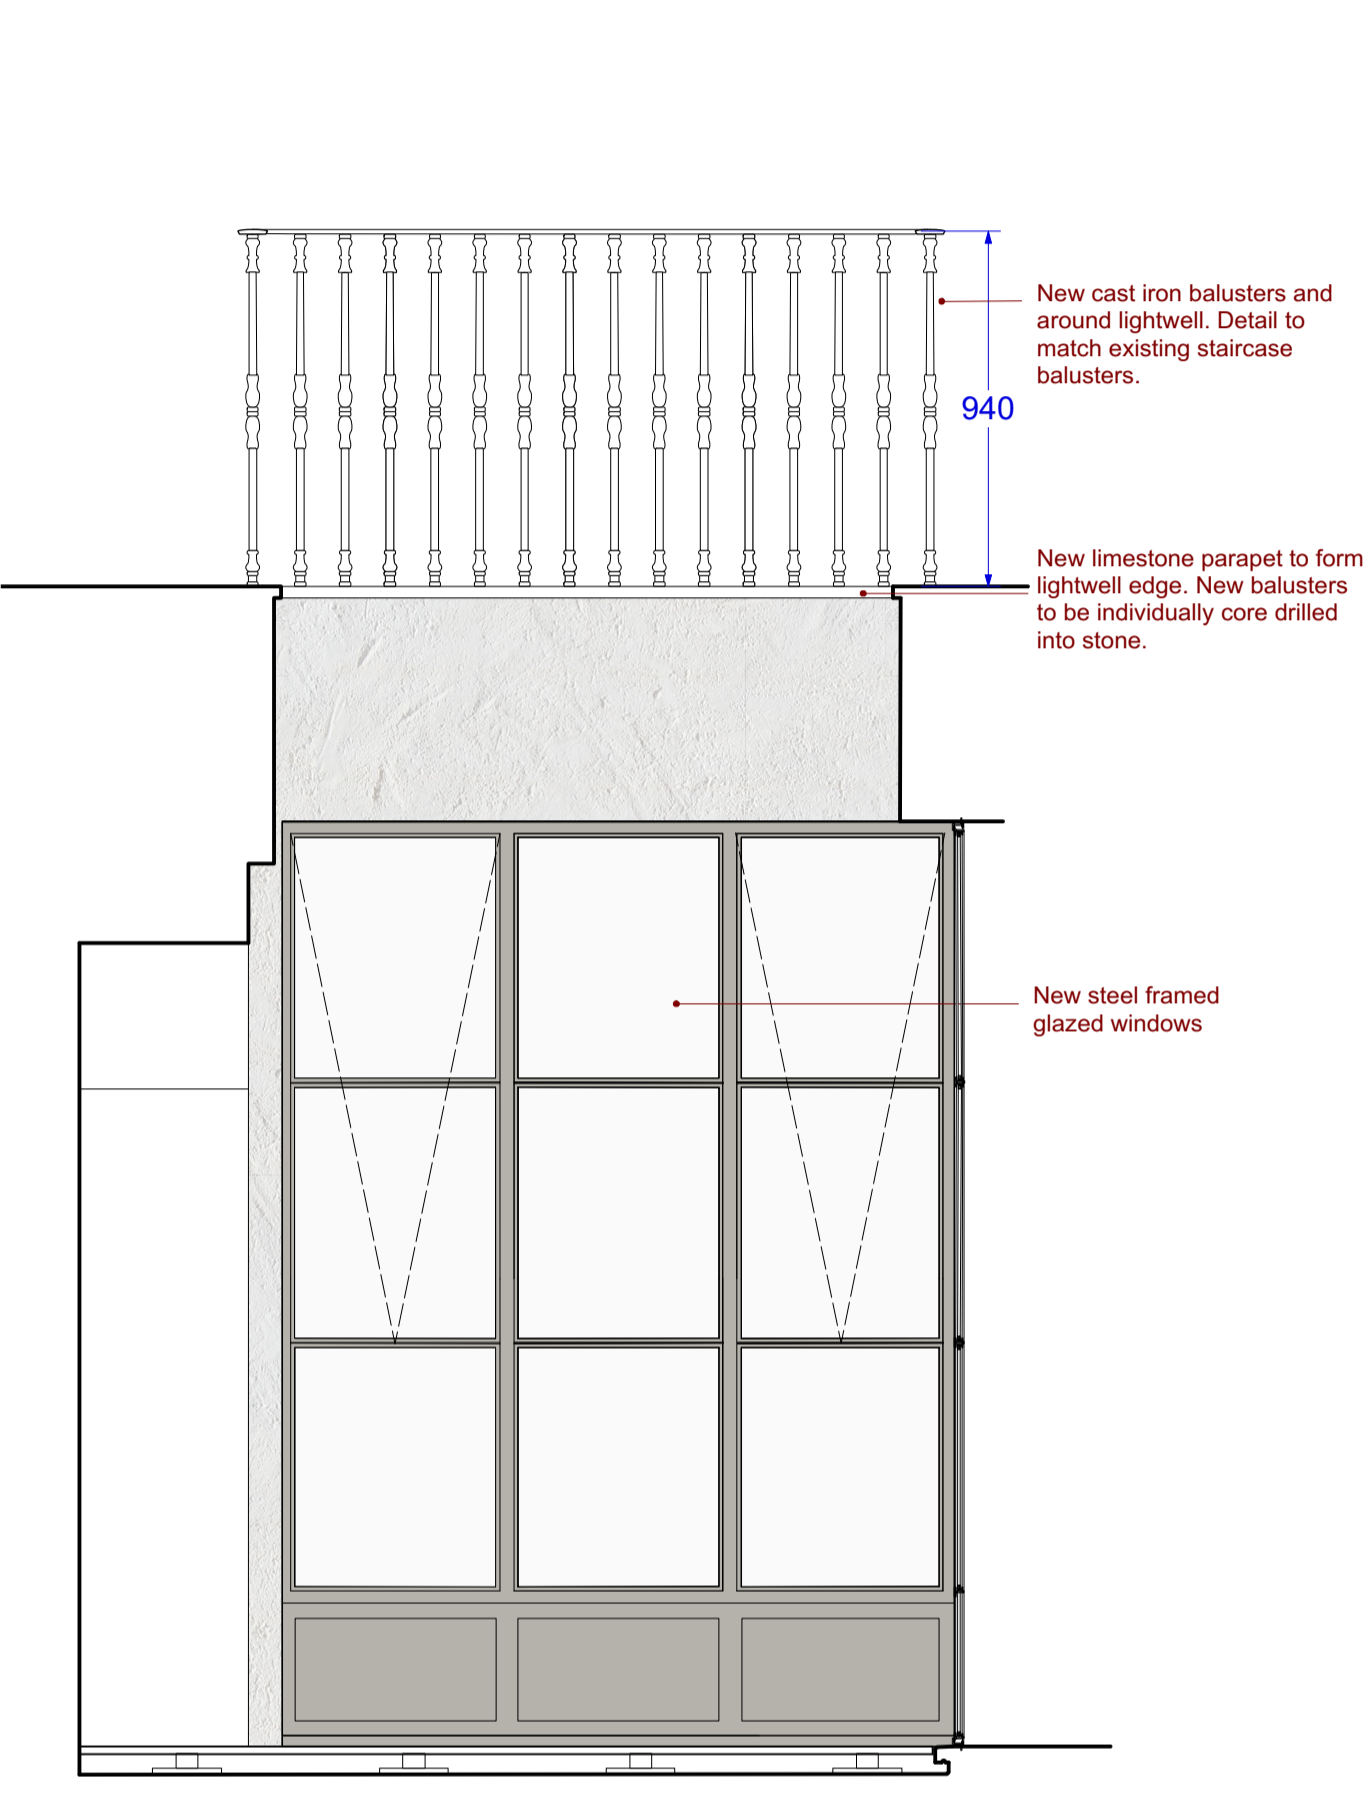 New cast iron balusters and
around lightwell. Detail to
match existing staircase
balusters.
940
New limestone parapet to form
lightwell edge. New balusters
to be individually core drilled
into stone.
New steel framed
glazed windows